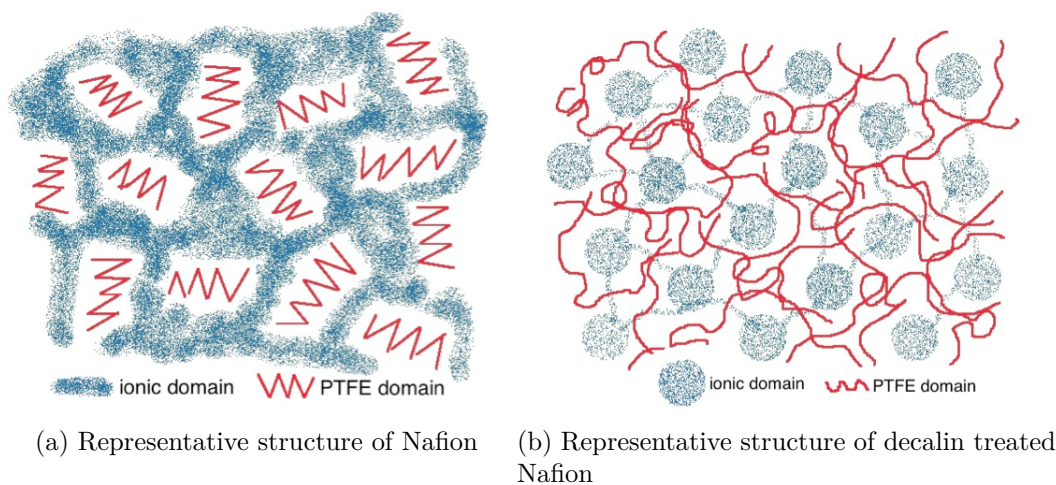 ionic domain PTFE domain
ionic domain PTFE domain
(a) Representative structure of Nafion
(b) Representative structure of decalin treated
Nafion